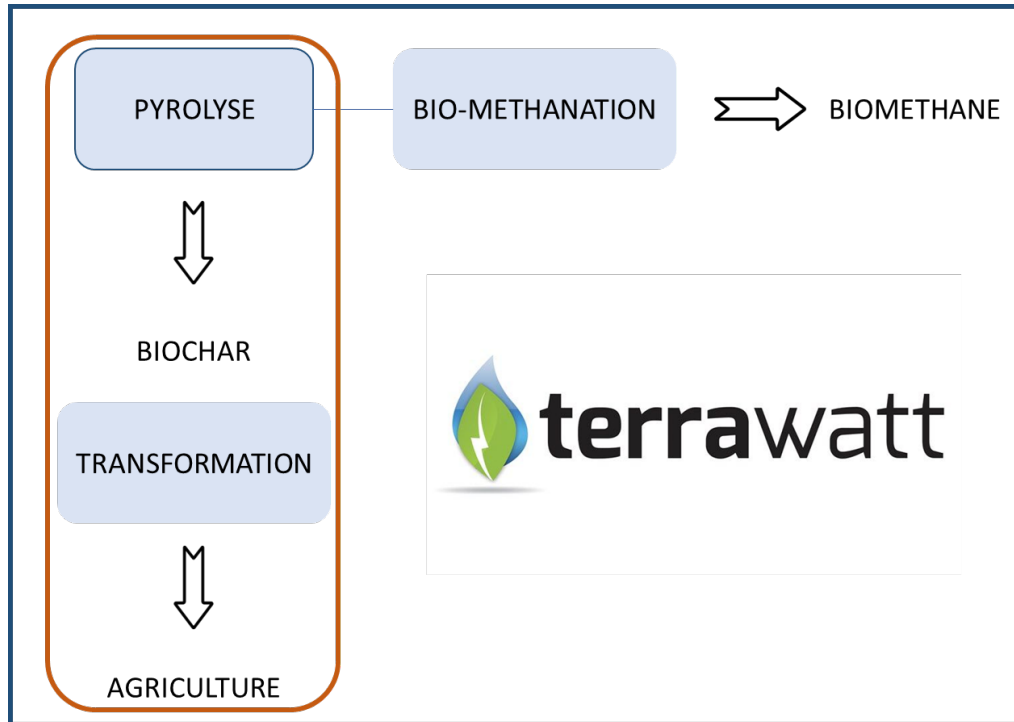 PYROLYSE
BIO-METHANATION
BIOMETHANE
BIOCHAR
TRANSFORMATION
AGRICULTURE
terrawatt